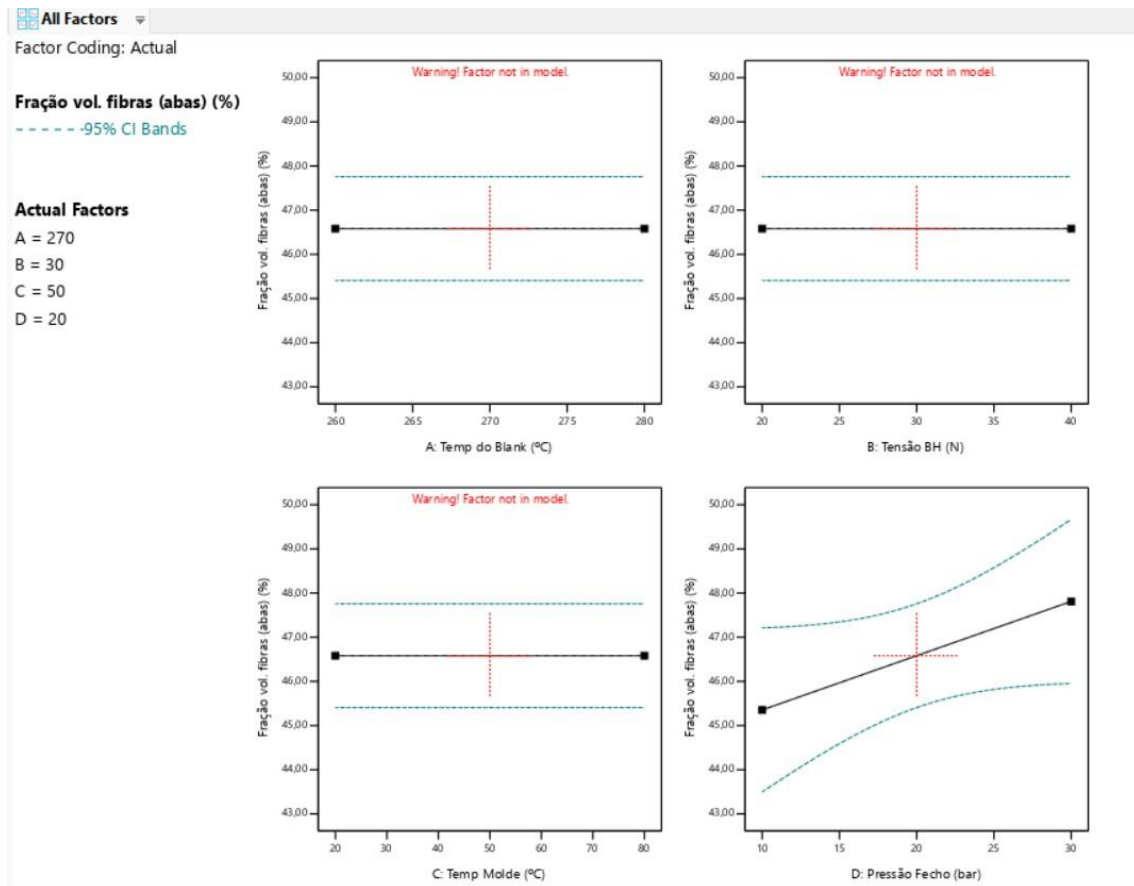 All Factors
Factor Coding: Actual
Fração vol. fibras (abas) (%)
------95% CI Bands
Actual Factors
A = 270
B = 30
C = 50
D = 20
Warning! Factor not in model.
Fração vol. fibras (abas) (%)
50,00
49,00
48,00
47,00
46,00
45,00
44,00
43,00
260 265 270 275 280
A: Temp do Blank (ºC)
Warning! Factor not in model.
Fração vol. fibras (abas) (%)
50,00
49,00
48,00
47,00
46,00
45,00
44,00
43,00
20 25 30 35 40
B: Tensão BH (N)
Warning! Factor not in model.
Fração vol. fibras (abas) (%)
50,00
49,00
48,00
47,00
46,00
45,00
44,00
43,00
20 30 40 50 60 70 80
C: Temp Molde (ºC)
Fração vol. fibras (abas) (%)
50,00
49,00
48,00
47,00
46,00
45,00
44,00
43,00
10 15 20 25 30
D: Pressão Fecho (bar)